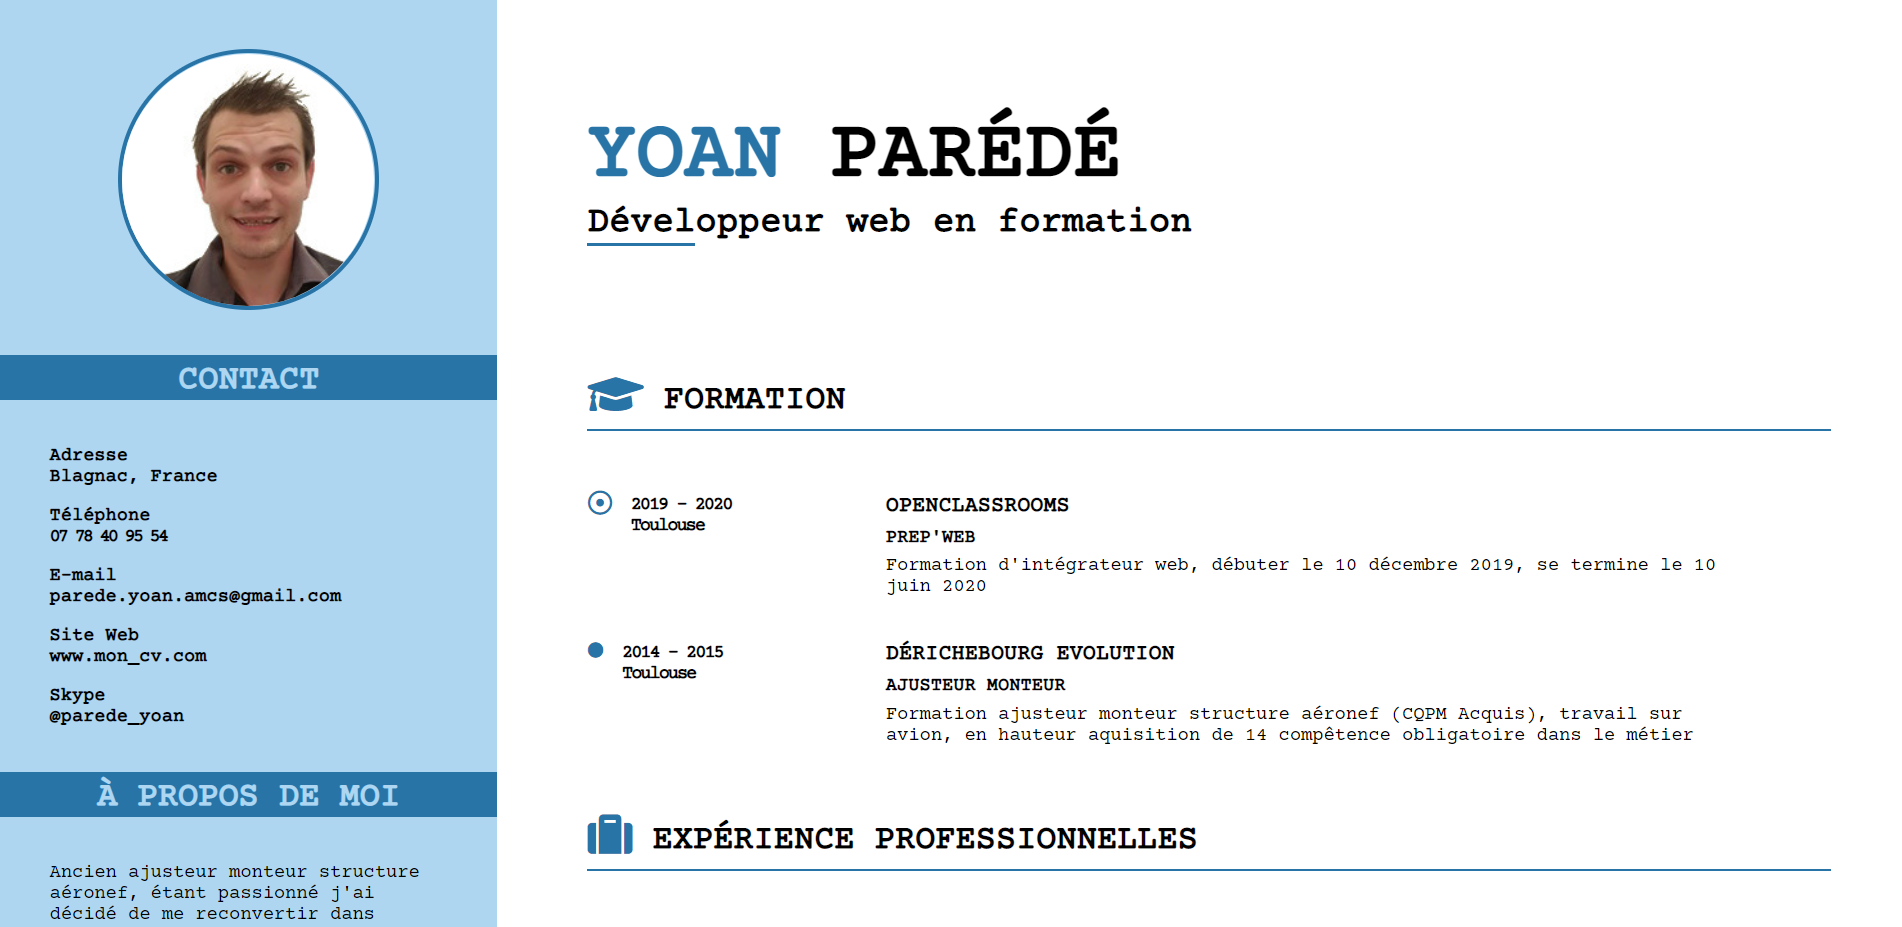 YOAN PARÉDÉ
Développeur web en formation
CONTACT
Adresse
Blagnac, France
Téléphone
07 78 40 95 54
E-mail
parede.yoan.amcs@gmail.com
Site Web
www.mon_cv.com
Skype
@parede_yoan
À PROPOS DE MOI
Ancien ajusteur monteur structure
aéronef, étant passionné j'ai
décidé de me reconvertir dans
FORMATION
2019 - 2020
Toulouse
OPENCLASSROOMS
PREP'WEB
Formation d'intégrateur web, débuter le 10 décembre 2019, se termine le 10
juin 2020
2014 - 2015
Toulouse
DÉRICHEBOURG EVOLUTION
AJUSTEUR MONTEUR
Formation ajusteur monteur structure aéronef (CQPM Acquis), travail sur
avion, en hauteur aquisition de 14 compêtence obligatoire dans le métier
EXPÉRIENCE PROFESSIONNELLES